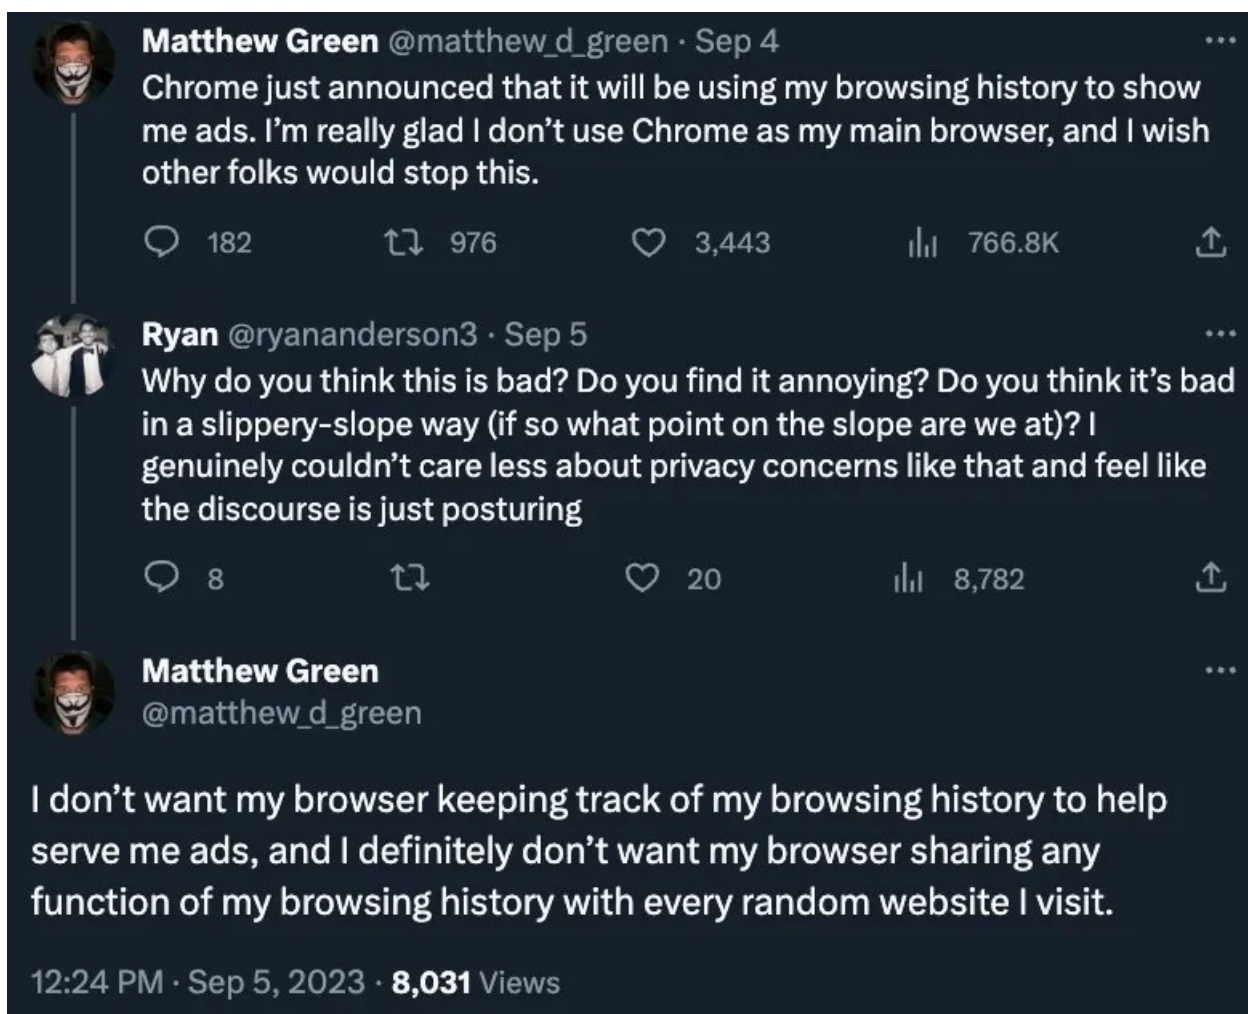 Matthew Green @matthew_d_green · Sep 4
Chrome just announced that it will be using my browsing history to show
me ads. I’m really glad I don’t use Chrome as my main browser, and I wish
other folks would stop this.
182 976 3,443 766.8K
Ryan @ryananderson3 · Sep 5
Why do you think this is bad? Do you find it annoying? Do you think it’s bad
in a slippery-slope way (if so what point on the slope are we at)? I
genuinely couldn’t care less about privacy concerns like that and feel like
the discourse is just posturing
8 20 8,782
Matthew Green
@matthew_d_green
I don’t want my browser keeping track of my browsing history to help
serve me ads, and I definitely don’t want my browser sharing any
function of my browsing history with every random website I visit.
12:24 PM · Sep 5, 2023 · 8,031 Views